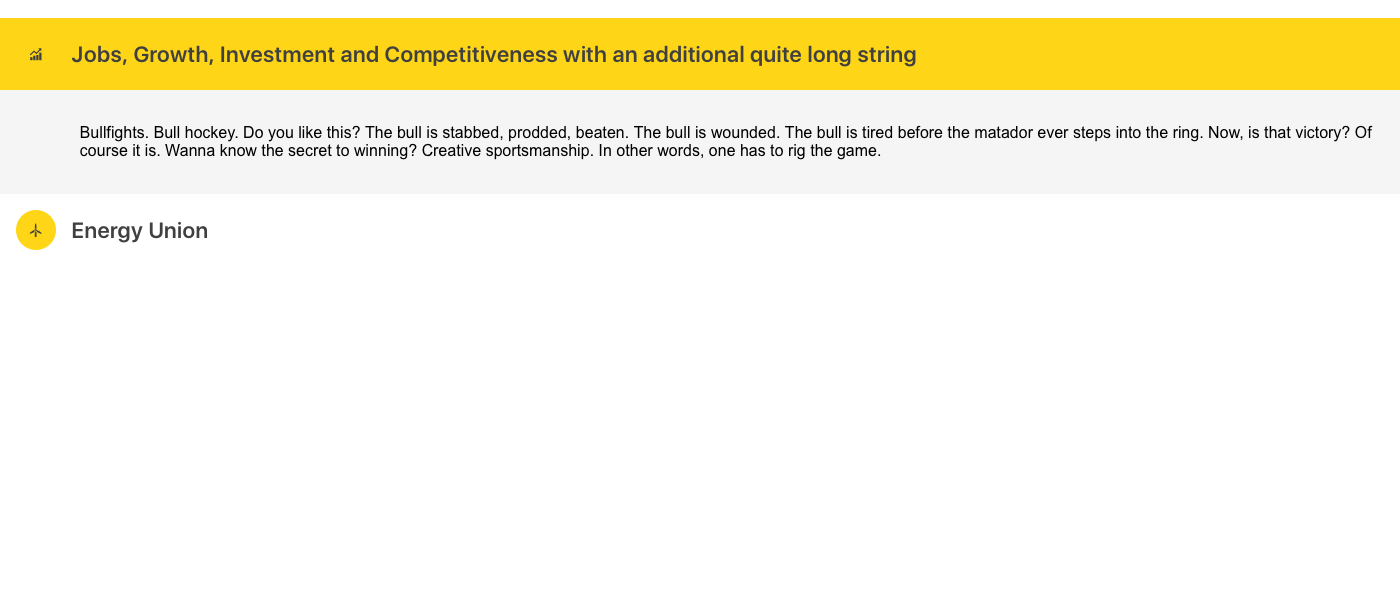 Jobs, Growth, Investment and Competitiveness with an additional quite long string
Bullfights. Bull hockey. Do you like this? The bull is stabbed, prodded, beaten. The bull is wounded. The bull is tired before the matador ever steps into the ring. Now, is that victory? Of
course it is. Wanna know the secret to winning? Creative sportsmanship. In other words, one has to rig the game.
Energy Union